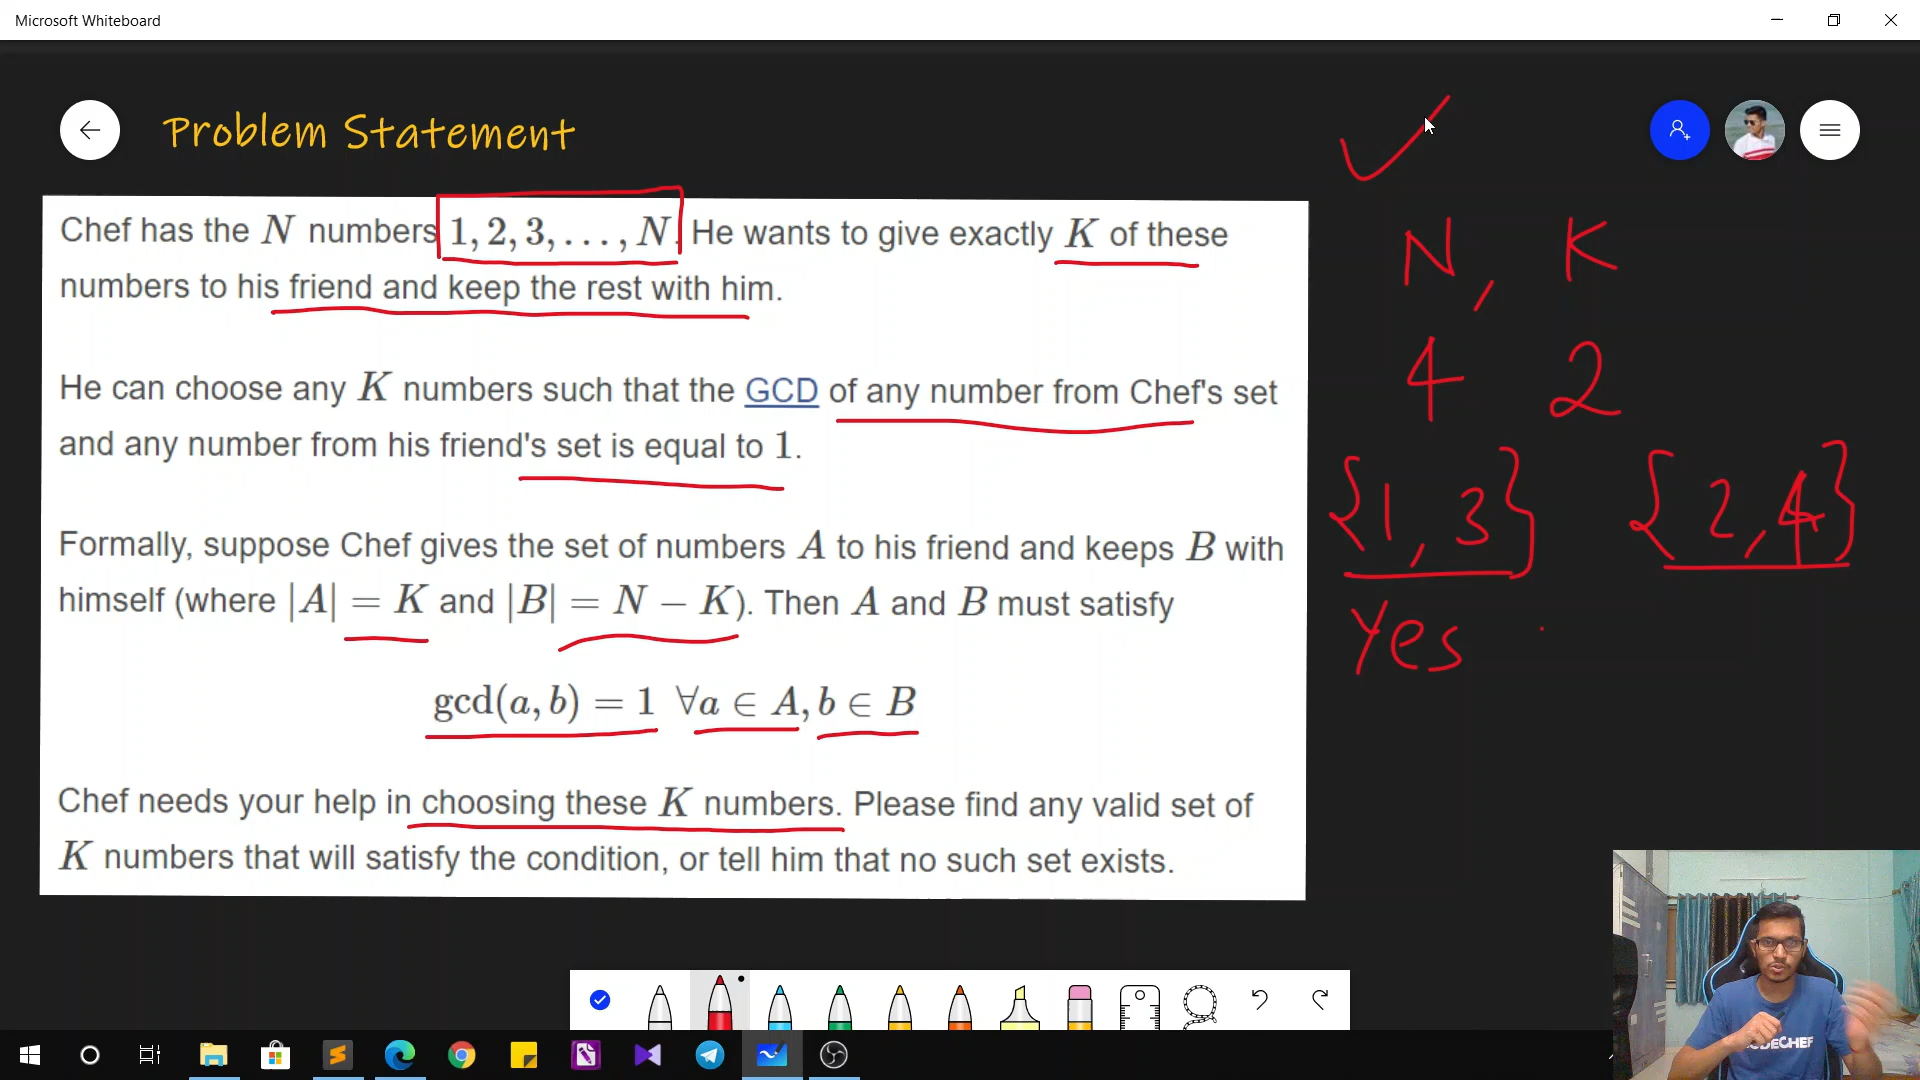 Microsoft Whiteboard
Problem Statement
Chef has the N numbers 1, 2, 3, . . . , N. He wants to give exactly K of these
numbers to his friend and keep the rest with him.
He can choose any K numbers such that the GCD of any number from Chef's set
and any number from his friend's set is equal to 1.
Formally, suppose Chef gives the set of numbers A to his friend and keeps B with
himself (where |A| = K and |B| = N − K). Then A and B must satisfy
gcd(a, b) = 1 ∀a ∈ A, b ∈ B
Chef needs your help in choosing these K numbers. Please find any valid set of
K numbers that will satisfy the condition, or tell him that no such set exists.
N, K
4 2
{1, 3} {2, 4}
Yes
CODECHEF